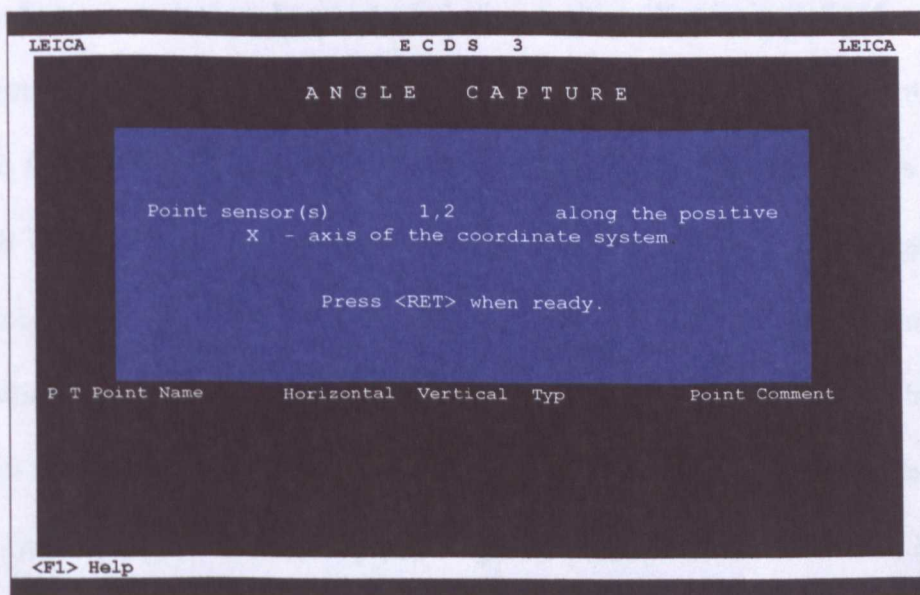 LEICA E C D S 3 LEICA
A N G L E C A P T U R E
Point sensor(s) 1,2 along the positive
X - axis of the coordinate system.
Press <RET> when ready.
P T Point Name Horizontal Vertical Typ Point Comment
<F1> Help